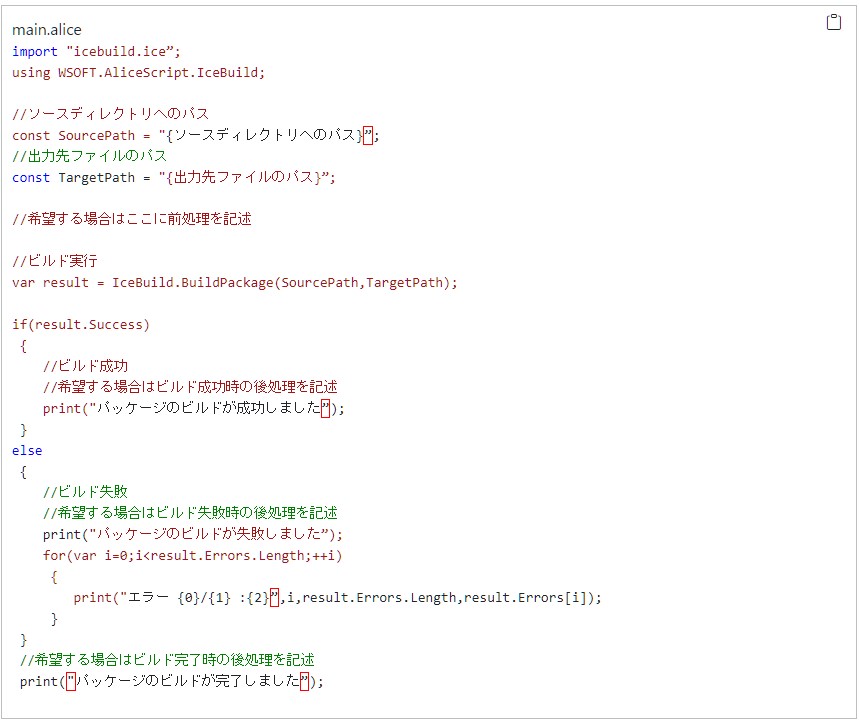 main.alice
import "icebuild.ice”;
using WSOFT.AliceScript.IceBuild;
//ソースディレクトリへのパス
const SourcePath = "{ソースディレクトリへのパス}”;
//出力先ファイルのパス
const TargetPath = "{出力先ファイルのパス}”;
//希望する場合はここに前処理を記述
//ビルド実行
var result = IceBuild.BuildPackage(SourcePath,TargetPath);
if(result.Success)
{
//ビルド成功
//希望する場合はビルド成功時の後処理を記述
print("パッケージのビルドが成功しました”);
}
else
{
//ビルド失敗
//希望する場合はビルド失敗時の後処理を記述
print("パッケージのビルドが失敗しました”);
for(var i=0;i<result.Errors.Length;++i)
{
print("エラー {0}/{1} :{2}”,i,result.Errors.Length,result.Errors[i]);
}
}
//希望する場合はビルド完了時の後処理を記述
print("パッケージのビルドが完了しました”);